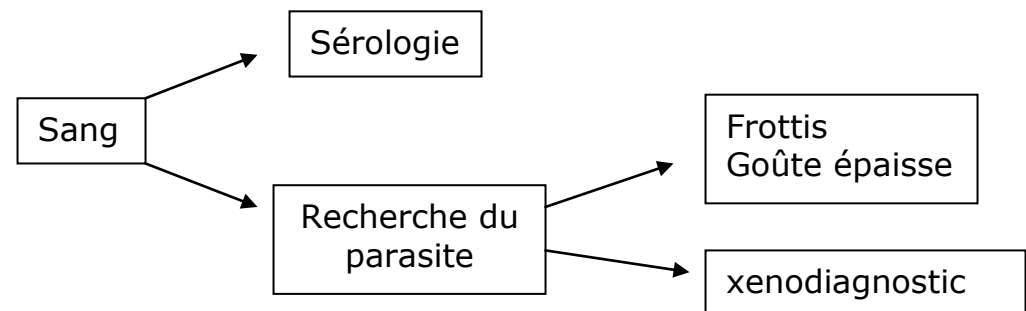 Sérologie
Sang
Frottis
Goûte épaisse
Recherche du
parasite
xenodiagnostic